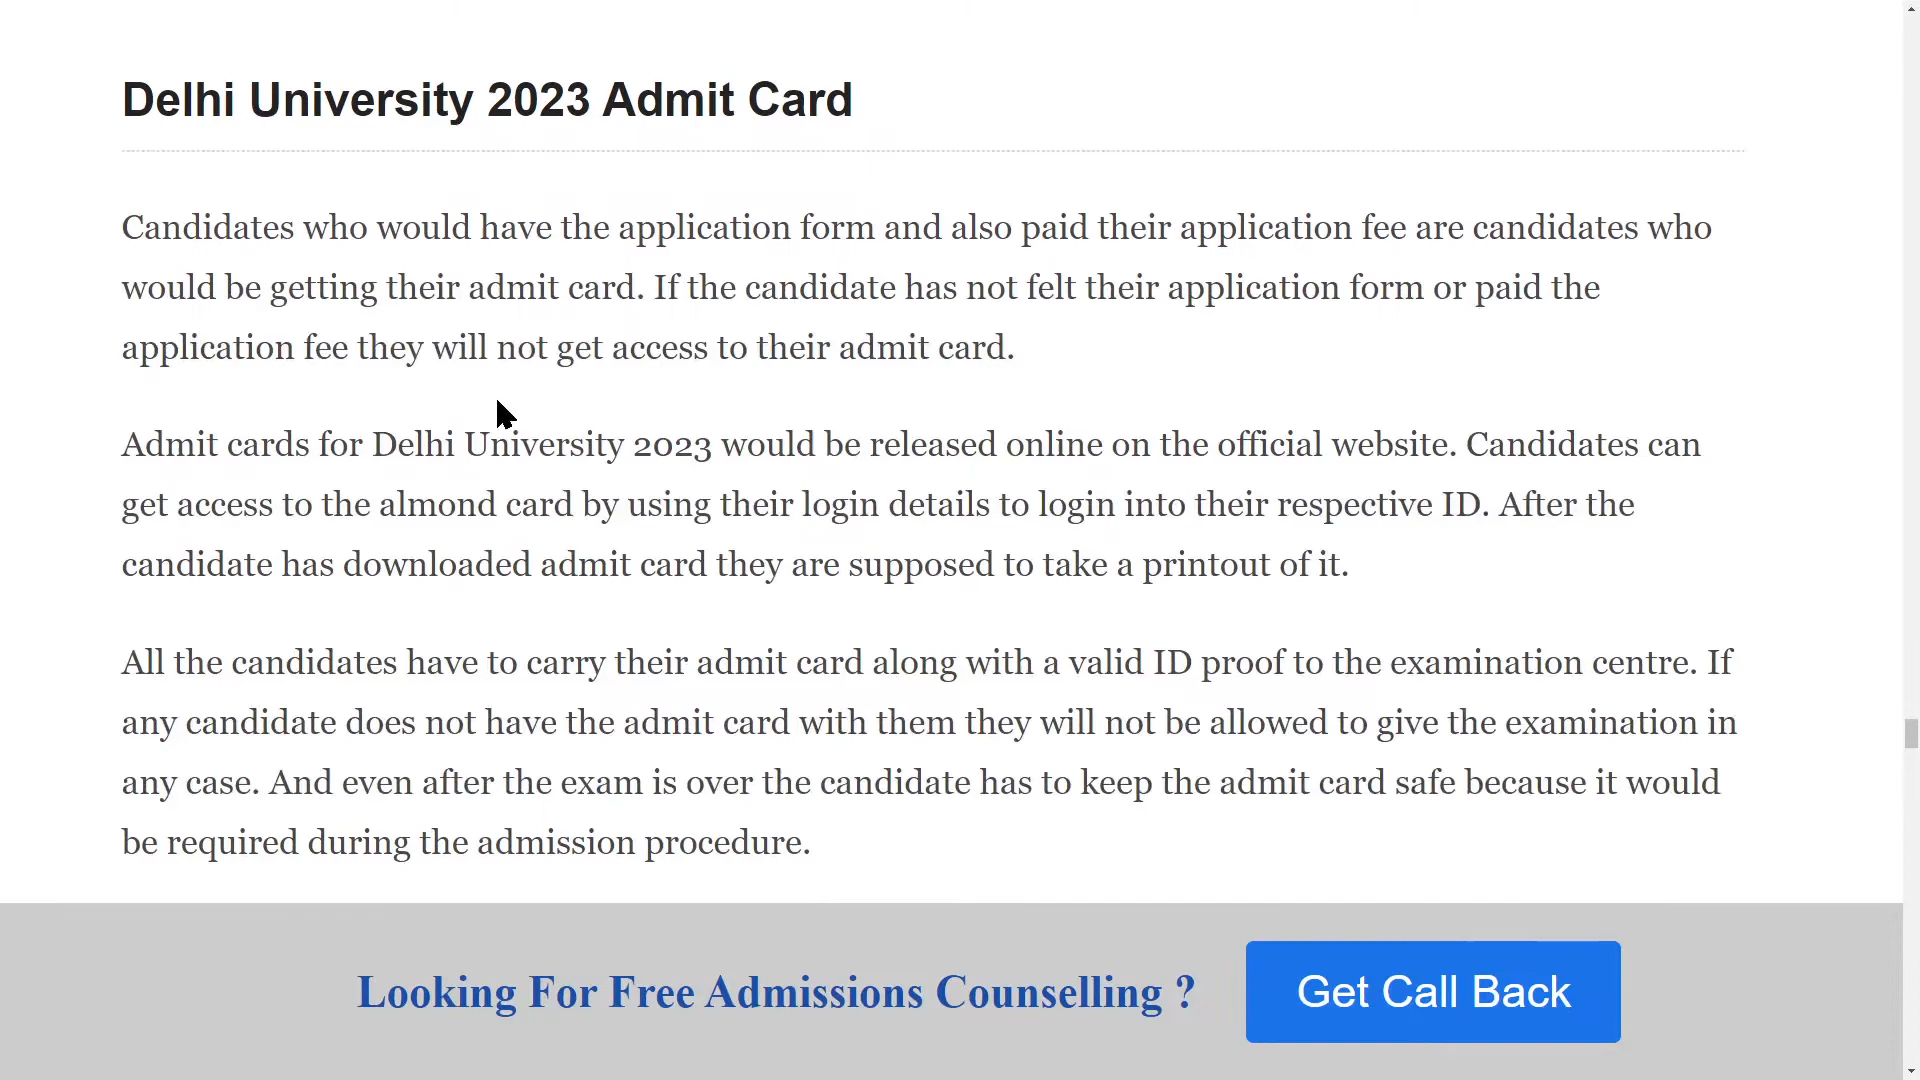 Delhi University 2023 Admit Card
Candidates who would have the application form and also paid their application fee are candidates who
would be getting their admit card. If the candidate has not felt their application form or paid the
application fee they will not get access to their admit card.
Admit cards for Delhi University 2023 would be released online on the official website. Candidates can
get access to the almond card by using their login details to login into their respective ID. After the
candidate has downloaded admit card they are supposed to take a printout of it.
All the candidates have to carry their admit card along with a valid ID proof to the examination centre. If
any candidate does not have the admit card with them they will not be allowed to give the examination in
any case. And even after the exam is over the candidate has to keep the admit card safe because it would
be required during the admission procedure.
Looking For Free Admissions Counselling ?
Get Call Back